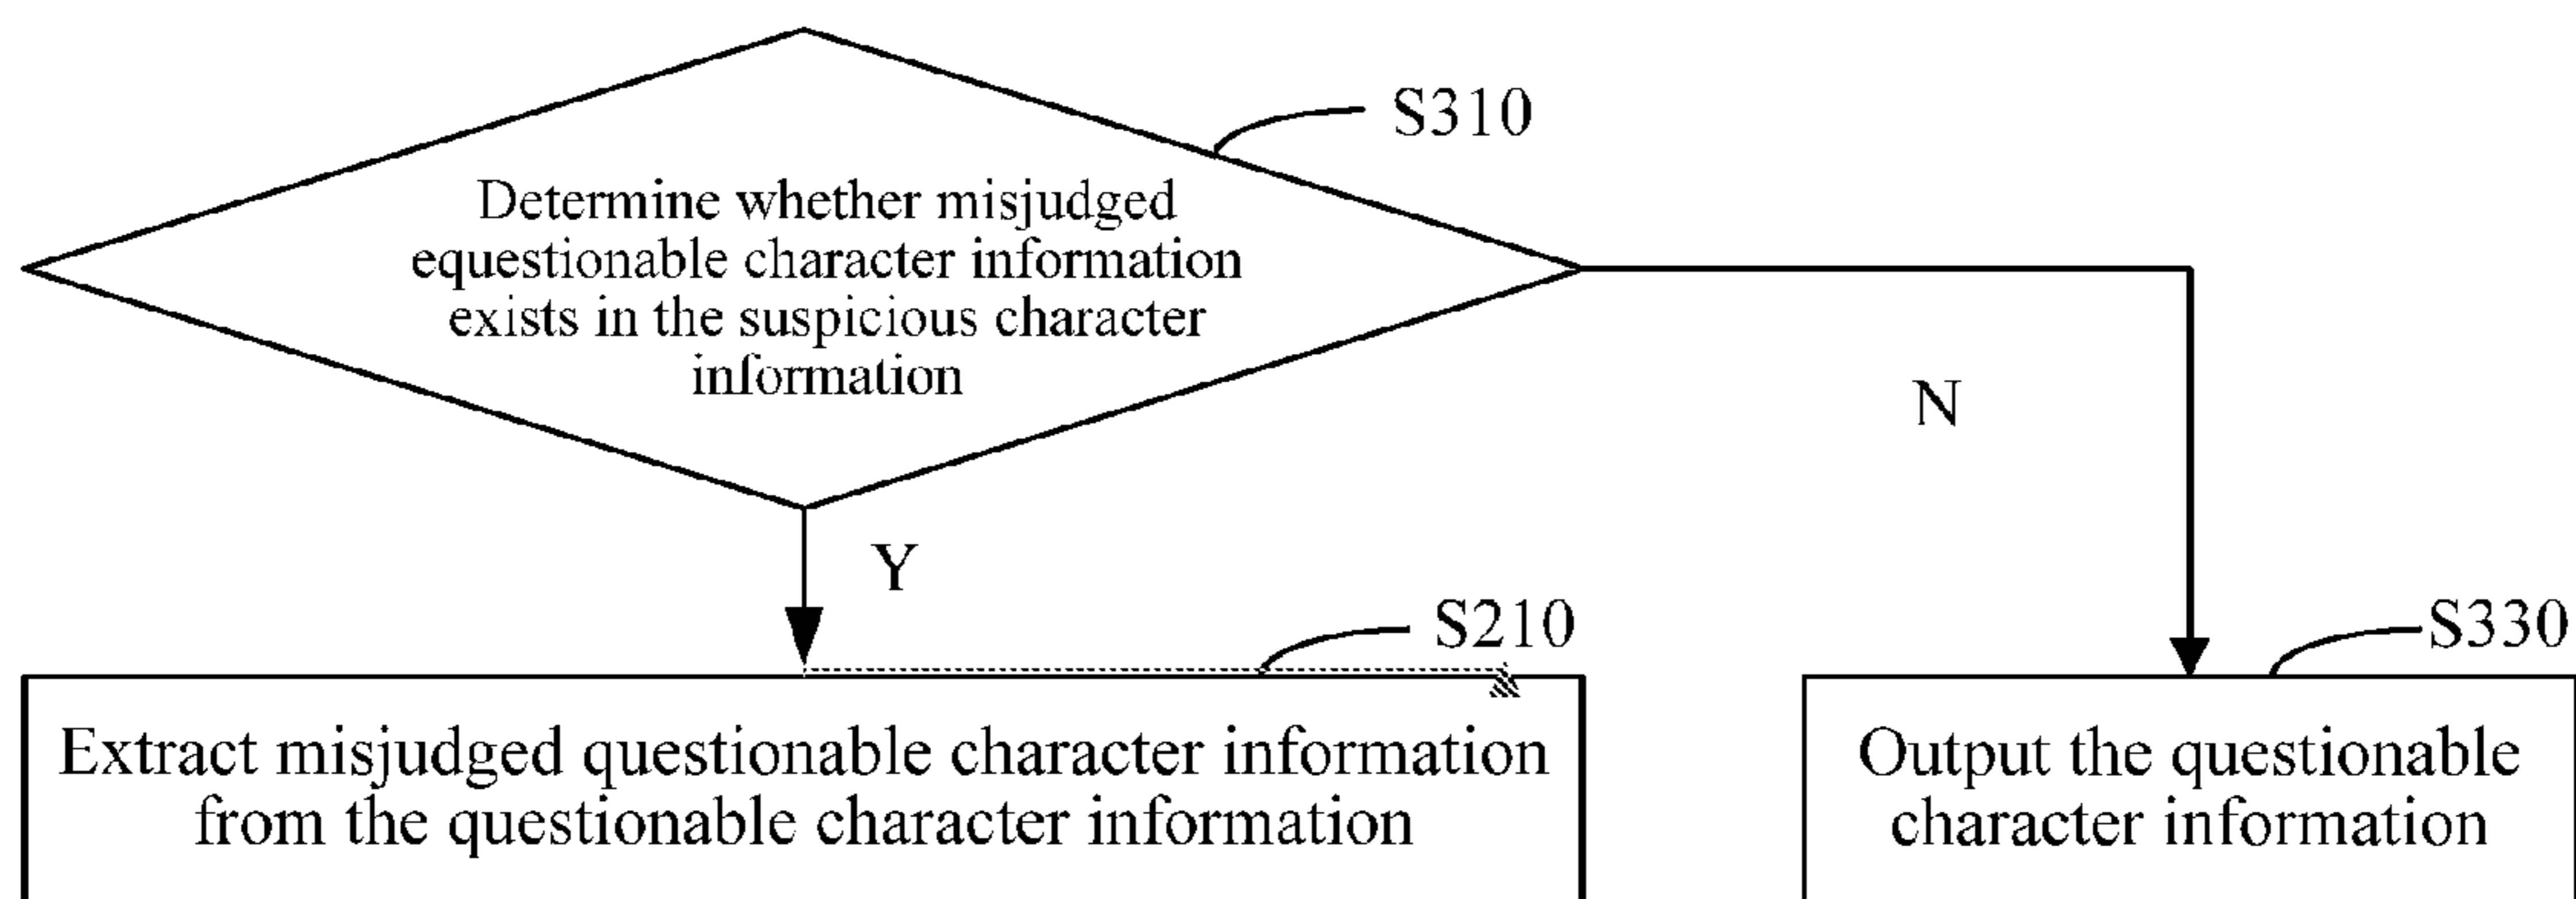 S310
Determine whether misjudged
equestionable character information
exists in the suspicious character
information
N
Y
S210
S330
Extract misjudged questionable character information
from the questionable character information
Output the questionable
character information